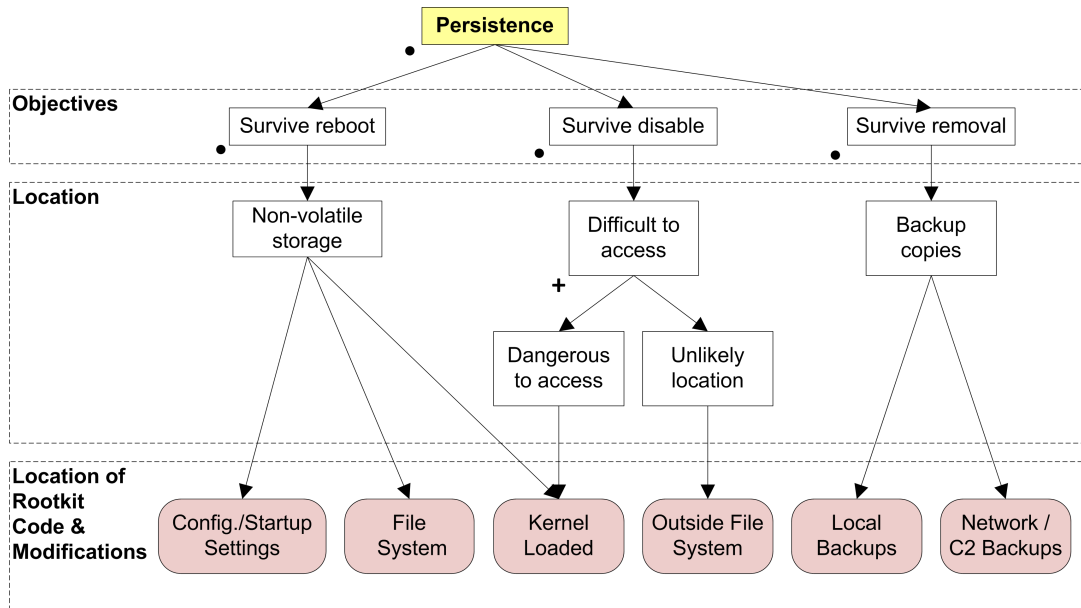 Persistence
Objectives
Survive reboot
Survive disable
Survive removal
Location
Non-volatile
storage
Difficult to
access
Backup
copies
+
Dangerous
to access
Unlikely
location
Location of
Rootkit
Code &
Modifications
Config./Startup
Settings
File
System
Kernel
Loaded
Outside File
System
Local
Backups
Network /
C2 Backups